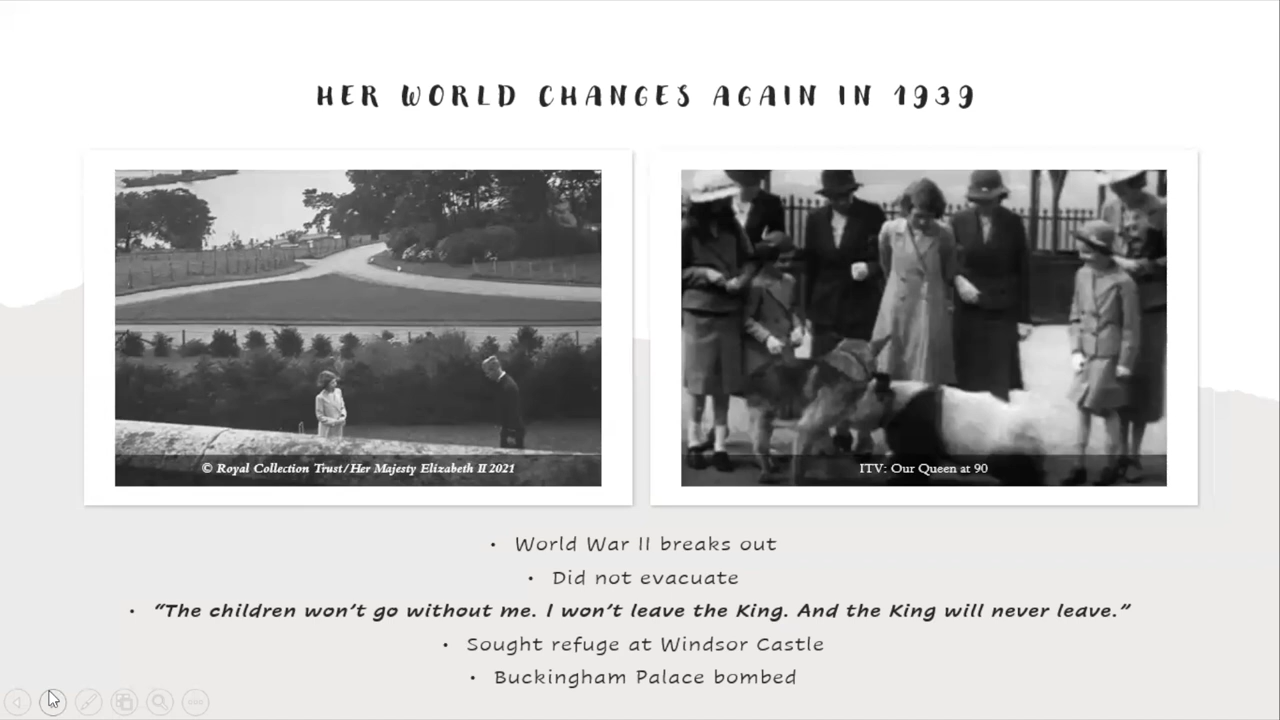 HER WORLD CHANGES AGAIN IN 1939
© Royal Collection Trust/Her Majesty Elizabeth II 2021
ITV: Our Queen at 90
• World War II breaks out
• Did not evacuate
• “The children won’t go without me. I won’t leave the King. And the King will never leave.”
• Sought refuge at Windsor Castle
• Buckingham Palace bombed